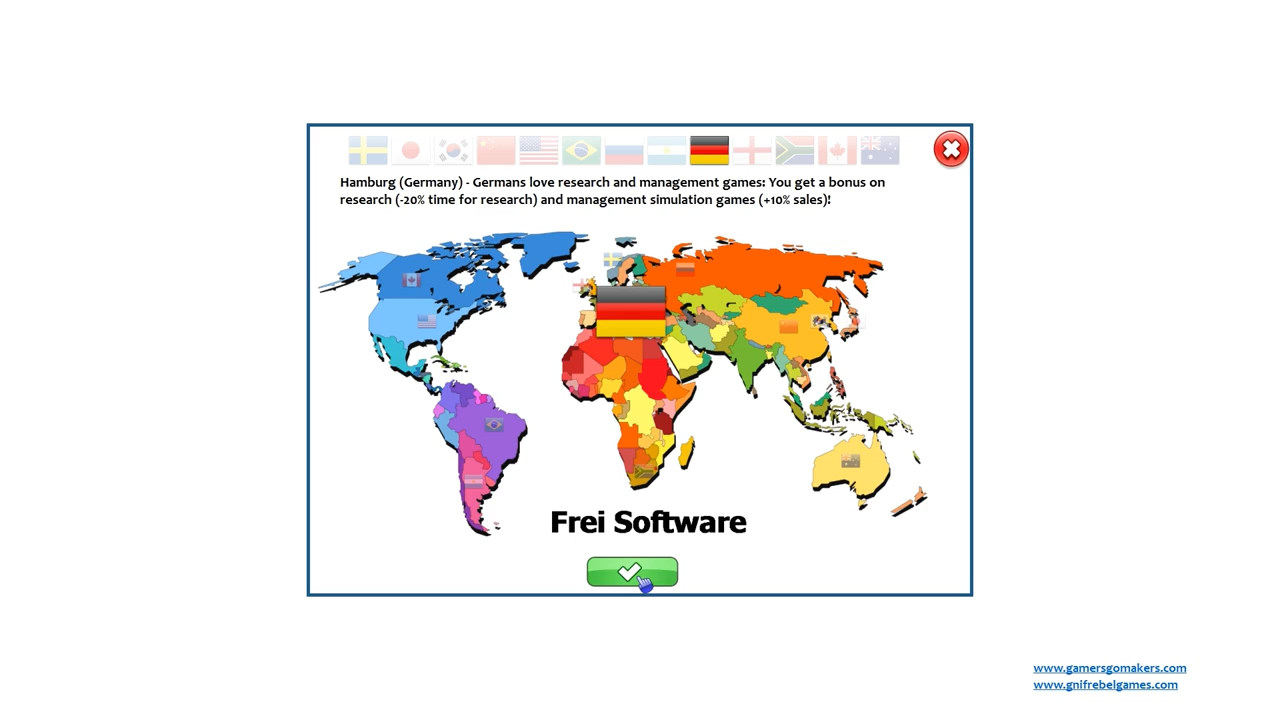 Hamburg (Germany) - Germans love research and management games: You get a bonus on
research (-20% time for research) and management simulation games (+10% sales)!
Frei Software
www.gamersgomakers.com
www.gnifrebelgames.com